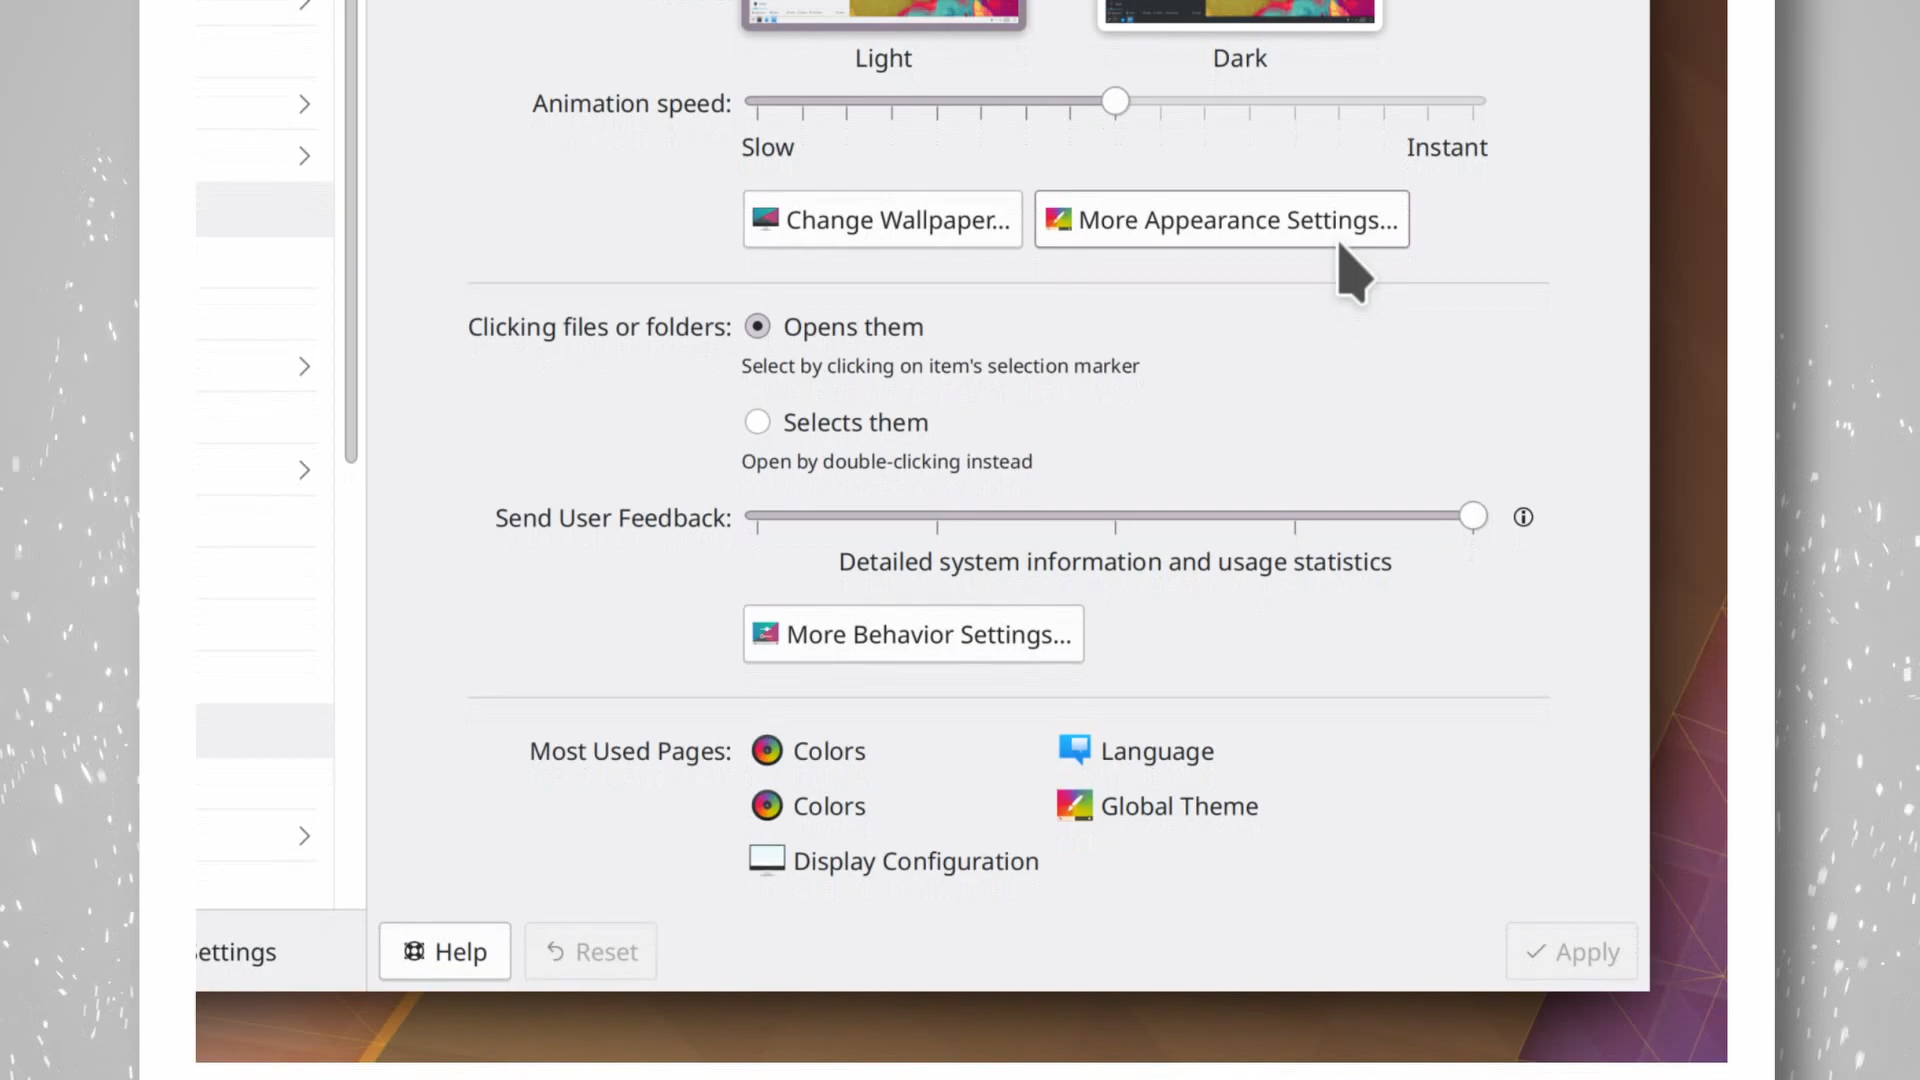 Light
Dark
Animation speed:
Slow
Instant
Change Wallpaper...
More Appearance Settings...
Clicking files or folders:
Opens them
Select by clicking on item's selection marker
Selects them
Open by double-clicking instead
Send User Feedback:
Detailed system information and usage statistics
More Behavior Settings...
Most Used Pages:
Colors
Language
Colors
Global Theme
Display Configuration
ettings
Help
Reset
Apply